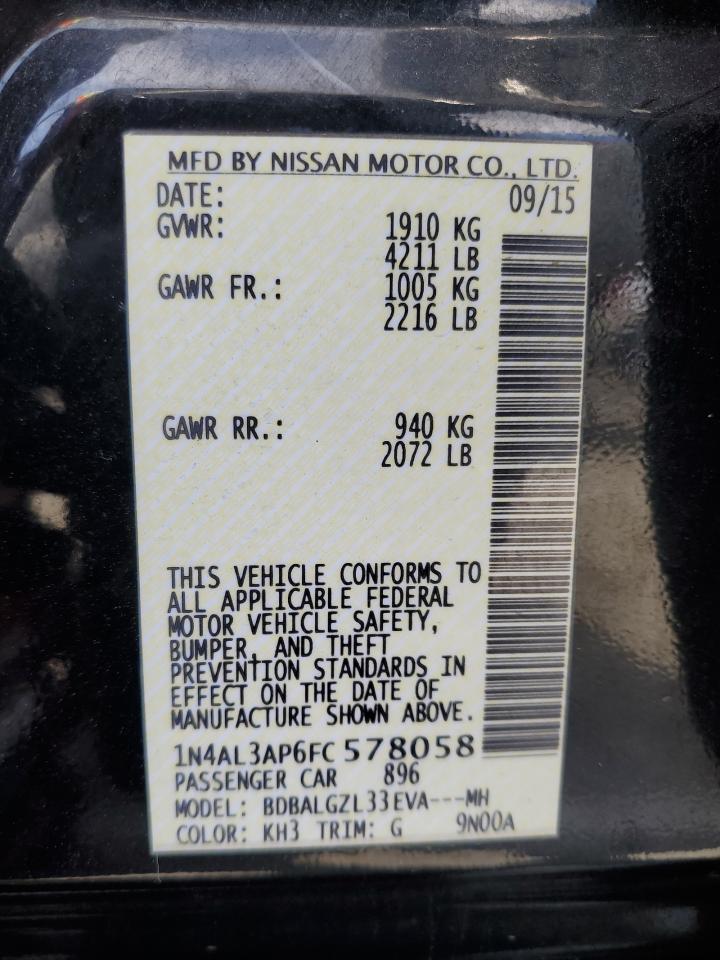 MFD BY NISSAN MOTOR CO., LTD.
DATE: 09/15
GVWR: 1910 KG
4211 LB
GAWR FR.: 1005 KG
2216 LB
GAWR RR.: 940 KG
2072 LB
THIS VEHICLE CONFORMS TO
ALL APPLICABLE FEDERAL
MOTOR VEHICLE SAFETY,
BUMPER, AND THEFT
PREVENTION STANDARDS IN
EFFECT ON THE DATE OF
MANUFACTURE SHOWN ABOVE.
1N4AL3AP6FC578058
PASSENGER CAR 896
MODEL: BDBALGZL33EVA---MH
COLOR: KH3 TRIM: G 9N00A